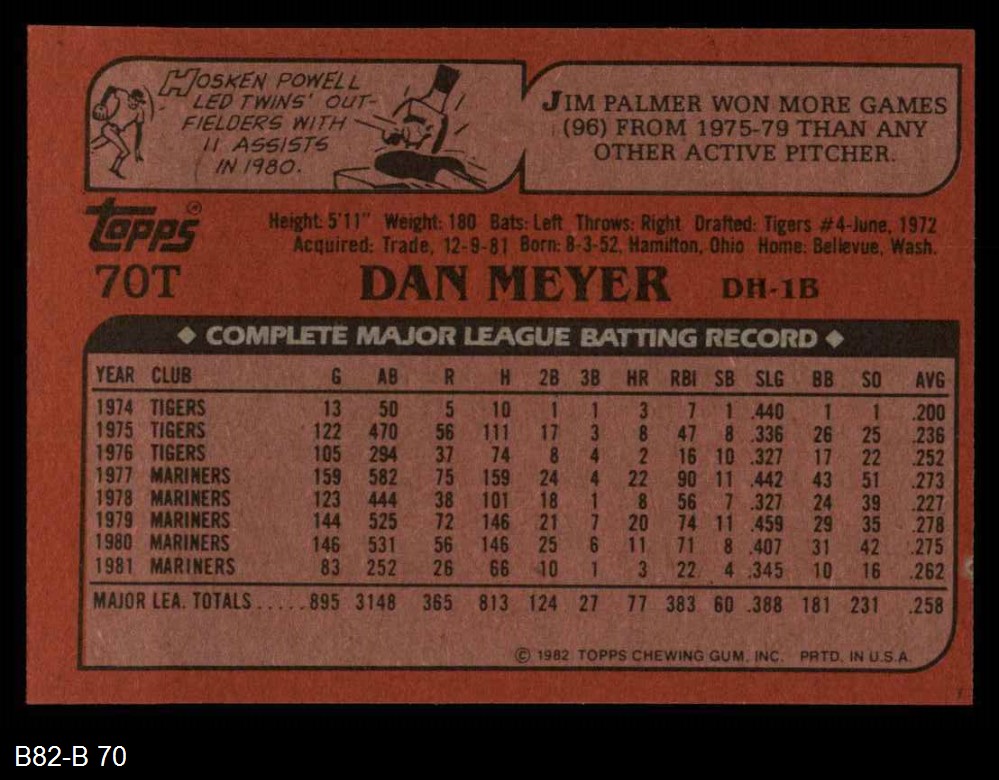 HOSKEN POWELL
LED TWINS' OUT-
FIELDERS WITH
11 ASSISTS
IN 1980.
JIM PALMER WON MORE GAMES
(96) FROM 1975-79 THAN ANY
OTHER ACTIVE PITCHER.
Topps®
Height: 5'11" Weight: 180 Bats: Left Throws: Right Drafted: Tigers #4-June, 1972
Acquired: Trade, 12-9-81 Born: 8-3-52, Hamilton, Ohio Home: Bellevue, Wash.
70T DAN MEYER DH-1B
◆ COMPLETE MAJOR LEAGUE BATTING RECORD ◆
YEAR CLUB G AB R H 2B 3B HR RBI SB SLG BB SO AVG
1974 TIGERS 13 50 5 10 1 1 3 7 1 .440 1 1 .200
1975 TIGERS 122 470 56 111 17 3 8 47 8 .336 26 25 .236
1976 TIGERS 105 294 37 74 8 4 2 16 10 .327 17 22 .252
1977 MARINERS 159 582 75 159 24 4 22 90 11 .442 43 51 .273
1978 MARINERS 123 444 38 101 18 1 8 56 7 .327 24 39 .227
1979 MARINERS 144 525 72 146 21 7 20 74 11 .459 29 35 .278
1980 MARINERS 146 531 56 146 25 6 11 71 8 .407 31 42 .275
1981 MARINERS 83 252 26 66 10 1 3 22 4 .345 10 16 .262
MAJOR LEA. TOTALS.....895 3148 365 813 124 27 77 383 60 .388 181 231 .258
© 1982 TOPPS CHEWING GUM, INC. PRTD. IN U.S.A.
B82-B 70